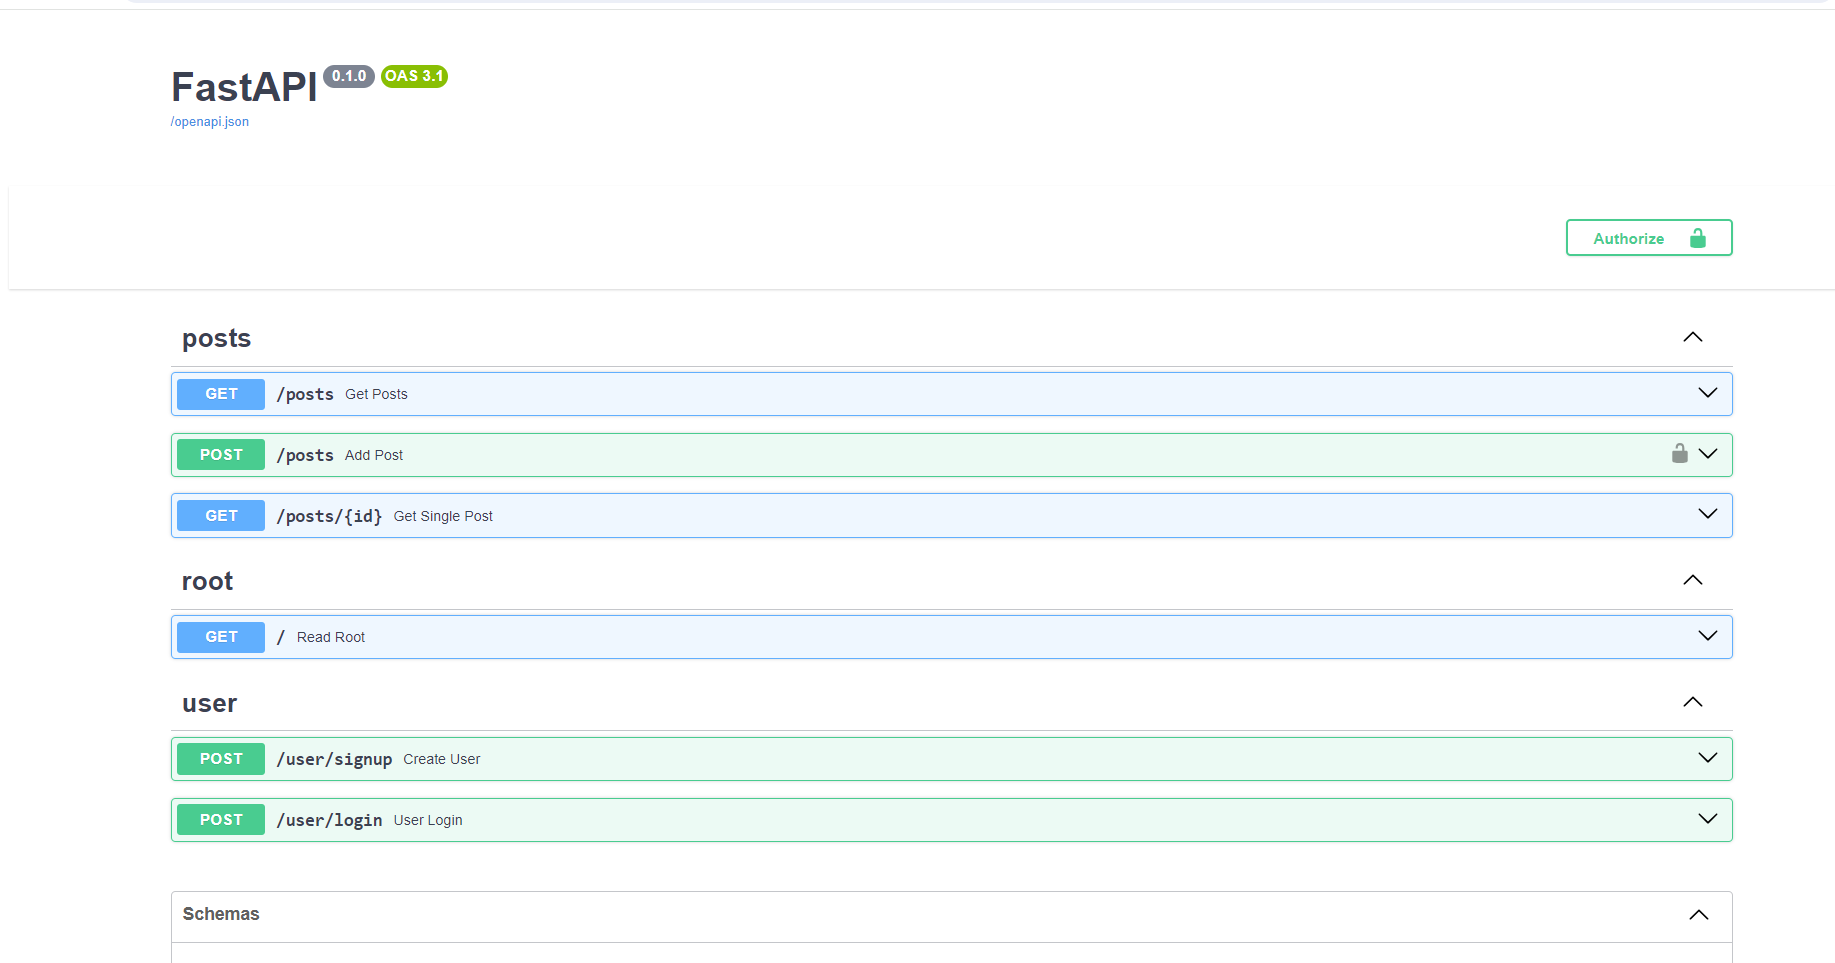 FastAPI 0.1.0 OAS 3.1
/openapi.json
Authorize
posts
GET /posts Get Posts
POST /posts Add Post
GET /posts/{id} Get Single Post
root
GET / Read Root
user
POST /user/signup Create User
POST /user/login User Login
Schemas